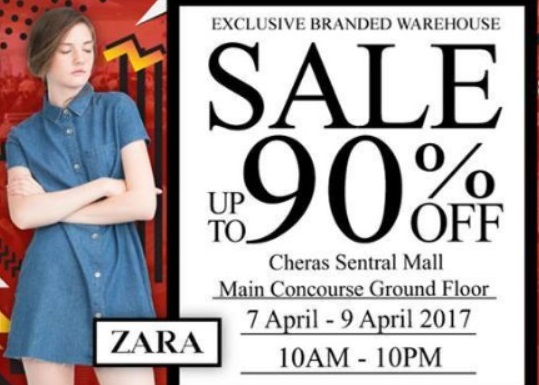 EXCLUSIVE BRANDED WAREHOUSE
SALE
UP TO 90% OFF
Cheras Sentral Mall
Main Concourse Ground Floor
7 April - 9 April 2017
10AM - 10PM
ZARA